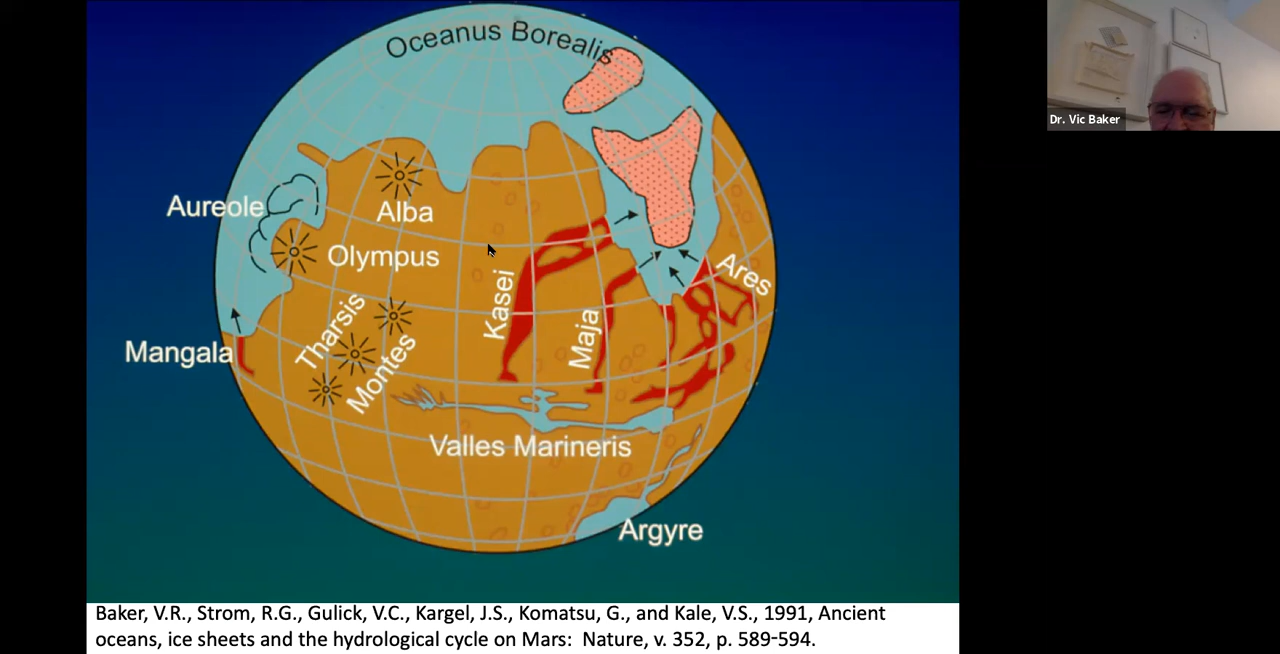 Oceanus Borealis
Dr. Vic Baker
Aureole
Alba
Olympus
Tharsis
Montes
Kasei
Maja
Ares
Mangala
Valles Marineris
Argyre
Baker, V.R., Strom, R.G., Gulick, V.C., Kargel, J.S., Komatsu, G., and Kale, V.S., 1991, Ancient
oceans, ice sheets and the hydrological cycle on Mars:  Nature, v. 352, p. 589-594.